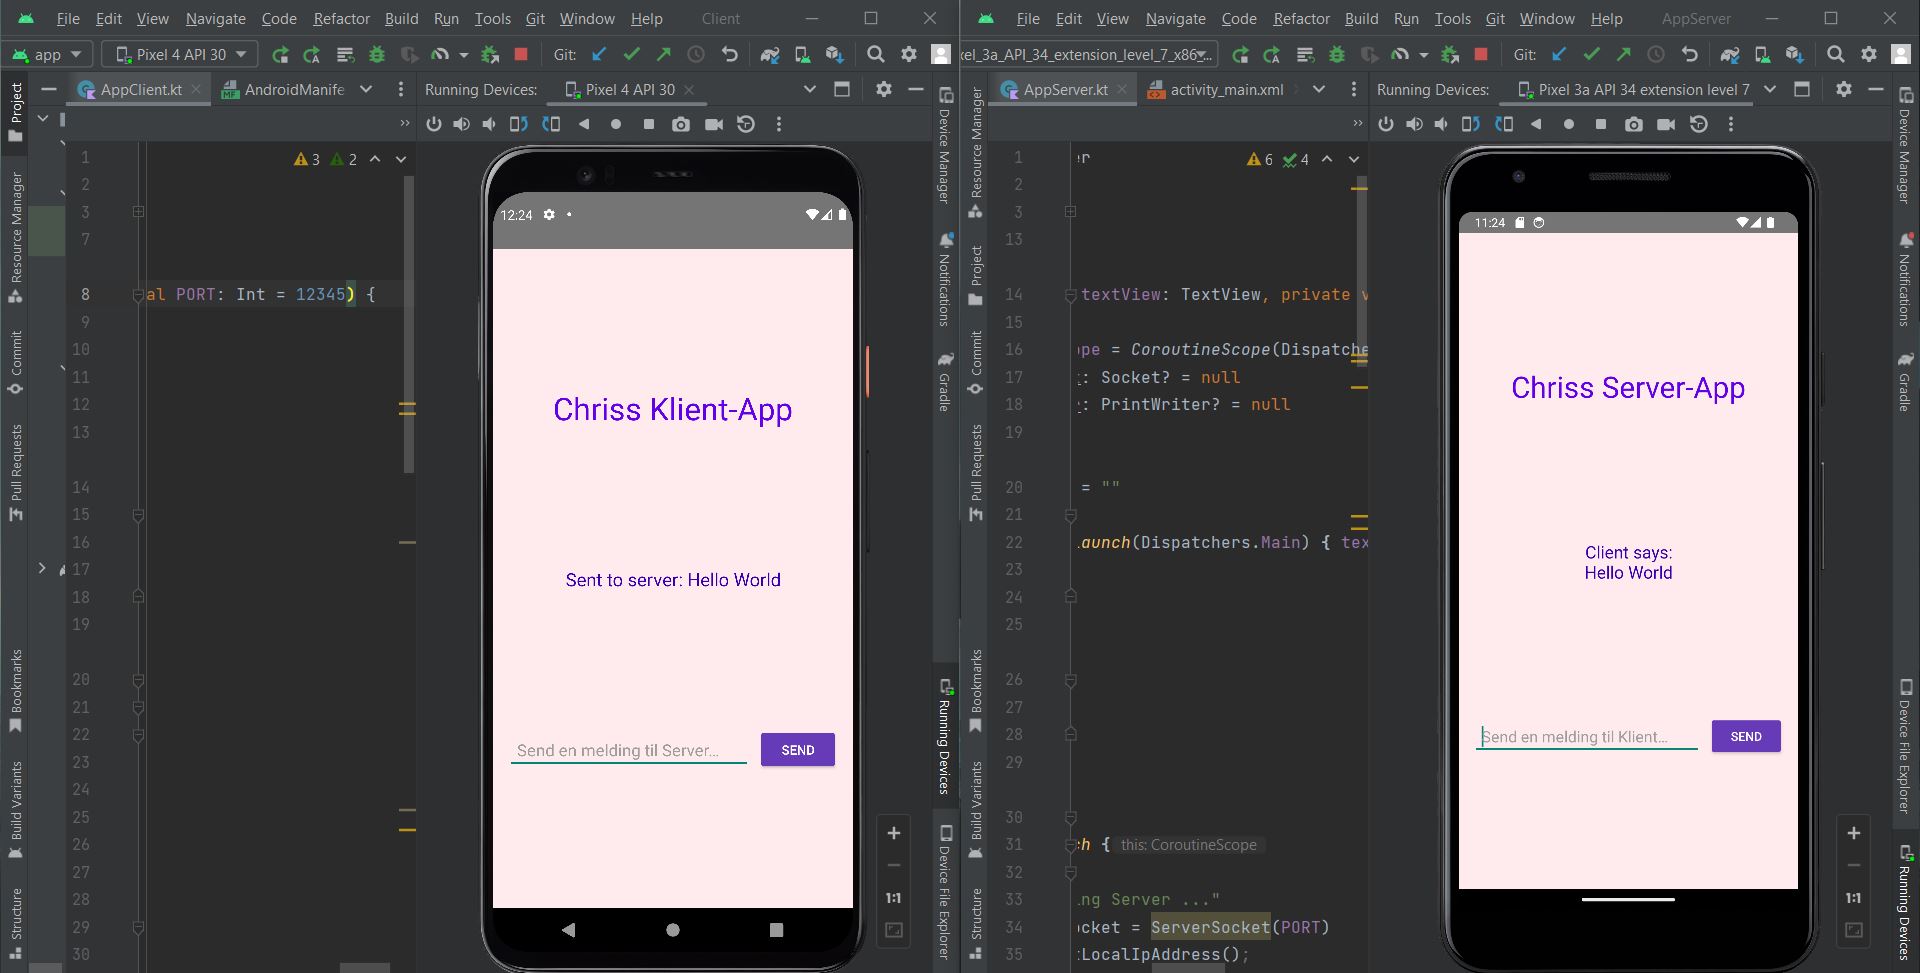 File Edit View Navigate Code Refactor Build Run Tools Git Window Help Client
app Pixel 4 API 30 Git:
AppClient.kt AndroidManife Running Devices: Pixel 4 API 30
Project
Resource Manager
Commit
Pull Requests
Bookmarks
Build Variants
Structure
3 2
1
2
3
7
8 al PORT: Int = 12345) {
9
10
11
12
13
14
15
16
17
18
19
20
21
22
23
24
25
26
27
28
29
30
12:24
Chriss Klient-App
Sent to server: Hello World
Send en melding til Server...
SEND
1:1
Device Manager
Notifications
Gradle
Running Devices
Device File Explorer
File Edit View Navigate Code Refactor Build Run Tools Git Window Help AppServer
xel_3a_API_34_extension_level_7_x86... Git:
AppServer.kt activity_main.xml Running Devices: Pixel 3a API 34 extension level 7
Resource Manager
Project
Commit
Pull Requests
Bookmarks
Build Variants
Structure
6 4
1 er
2
3
13
14 textView: TextView, private v
15
16 ope = CoroutineScope(Dispatche
17 t: Socket? = null
18 r: PrintWriter? = null
19
20 = ""
21
22 launch(Dispatchers.Main) { tex
23
24
25
26
27
28
29
30
31 ch { this: CoroutineScope
32
33 ing Server ..."
34 ocket = ServerSocket(PORT)
35 tLocalIpAddress();
11:24
Chriss Server-App
Client says:
Hello World
Send en melding til Klient...
SEND
1:1
Device Manager
Notifications
Gradle
Device File Explorer
Running Devices